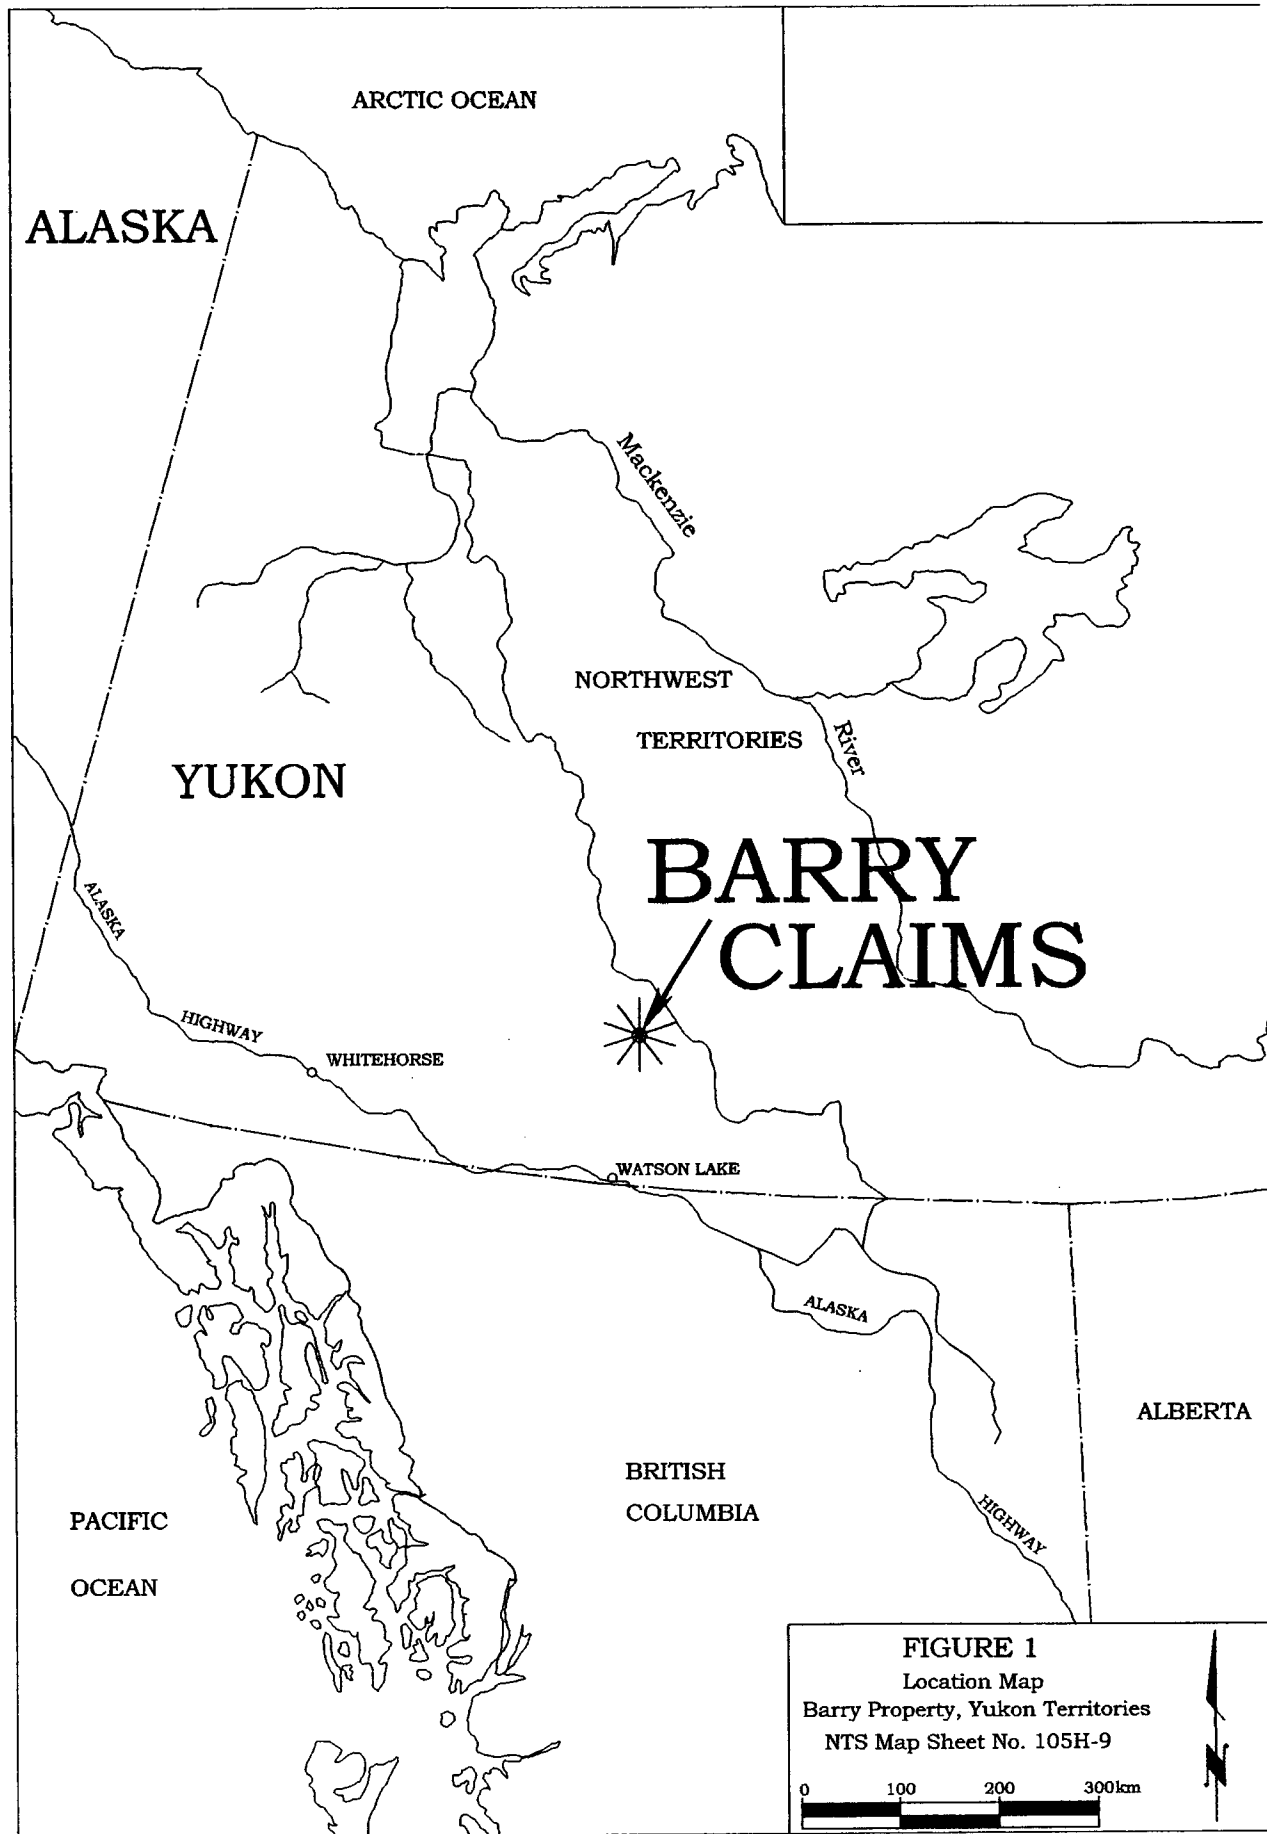 ARCTIC OCEAN
ALASKA
Mackenzie
NORTHWEST
TERRITORIES
River
YUKON
BARRY
CLAIMS
ALASKA
HIGHWAY
WHITEHORSE
WATSON LAKE
ALASKA
ALBERTA
BRITISH
COLUMBIA
HIGHWAY
PACIFIC
OCEAN
FIGURE 1
Location Map
Barry Property, Yukon Territories
NTS Map Sheet No. 105H-9
0 100 200 300km
N